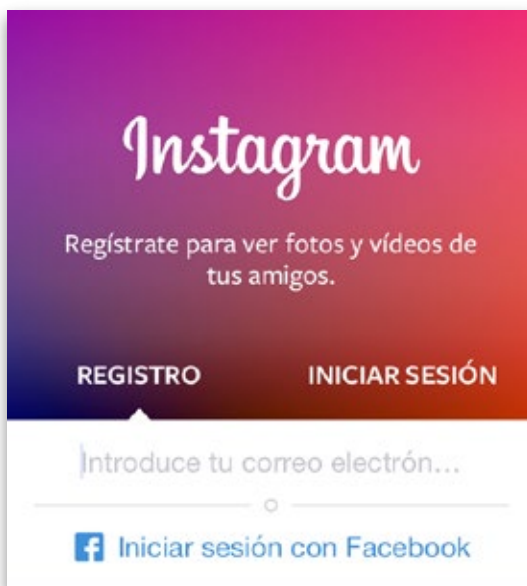 Instagram
Regístrate para ver fotos y vídeos de
tus amigos.
REGISTRO
INICIAR SESIÓN
Introduce tu correo electrón...
o
Iniciar sesión con Facebook